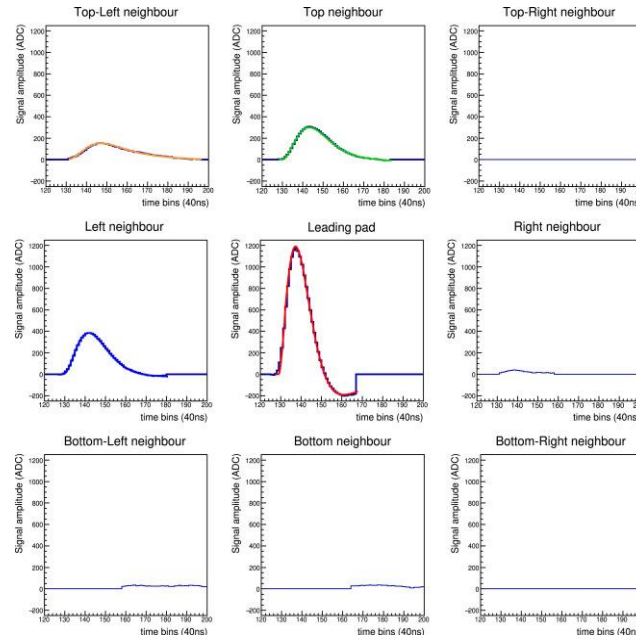 Top-Left neighbour
Signal amplitude (ADC)
1200
1000
800
600
400
200
0
−200
120 130 140 150 160 170 180 190 200
time bins (40ns)
Top neighbour
Signal amplitude (ADC)
1200
1000
800
600
400
200
0
−200
120 130 140 150 160 170 180 190 200
time bins (40ns)
Top-Right neighbour
Signal amplitude (ADC)
1200
1000
800
600
400
200
0
−200
120 130 140 150 160 170 180 190
time bins (40ns)
Left neighbour
Signal amplitude (ADC)
1200
1000
800
600
400
200
0
−200
120 130 140 150 160 170 180 190 200
time bins (40ns)
Leading pad
Signal amplitude (ADC)
1200
1000
800
600
400
200
0
−200
120 130 140 150 160 170 180 190 200
time bins (40ns)
Right neighbour
Signal amplitude (ADC)
1200
1000
800
600
400
200
0
−200
120 130 140 150 160 170 180 190
time bins (40ns)
Bottom-Left neighbour
Signal amplitude (ADC)
1200
1000
800
600
400
200
0
−200
120 130 140 150 160 170 180 190 200
time bins (40ns)
Bottom neighbour
Signal amplitude (ADC)
1200
1000
800
600
400
200
0
−200
120 130 140 150 160 170 180 190 200
time bins (40ns)
Bottom-Right neighbour
Signal amplitude (ADC)
1200
1000
800
600
400
200
0
−200
120 130 140 150 160 170 180 190
time bins (40ns)